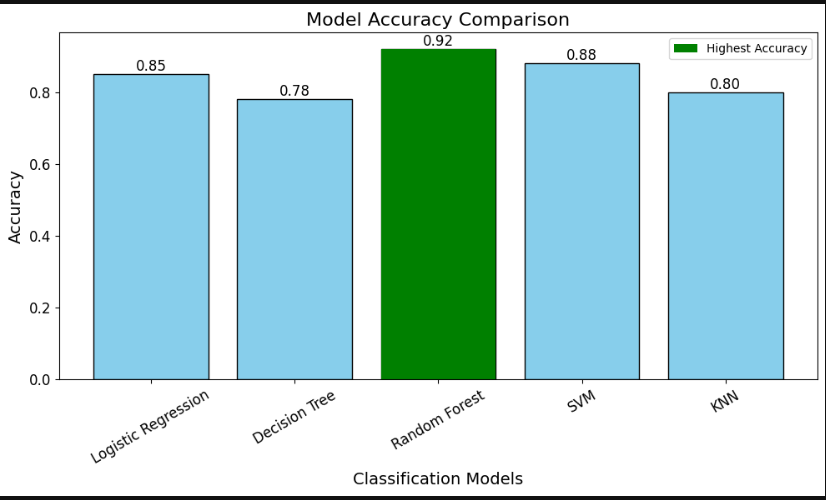 Model Accuracy Comparison
0.92
Highest Accuracy
0.88
0.85
0.80
0.78
0.8
0.6
0.4
0.2
0.0
Accuracy
Logistic Regression
Decision Tree
Random Forest
SVM
KNN
Classification Models